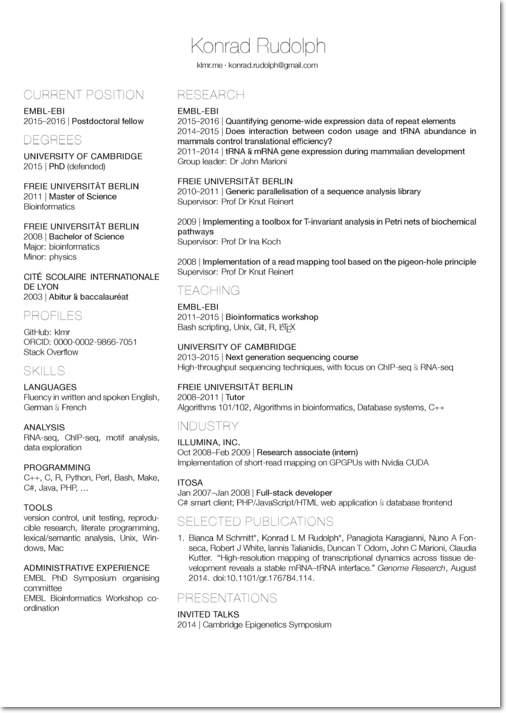 Konrad Rudolph
klmr.me · konrad.rudolph@gmail.com
CURRENT POSITION
EMBL-EBI
2015–2016 | Postdoctoral fellow
DEGREES
UNIVERSITY OF CAMBRIDGE
2015 | PhD (defended)
FREIE UNIVERSITÄT BERLIN
2011 | Master of Science
Bioinformatics
FREIE UNIVERSITÄT BERLIN
2008 | Bachelor of Science
Major: bioinformatics
Minor: physics
CITÉ SCOLAIRE INTERNATIONALE
DE LYON
2003 | Abitur & baccalauréat
PROFILES
GitHub: klmr
ORCID: 0000-0002-9866-7051
Stack Overflow
SKILLS
LANGUAGES
Fluency in written and spoken English,
German & French
ANALYSIS
RNA-seq, ChIP-seq, motif analysis,
data exploration
PROGRAMMING
C++, C, R, Python, Perl, Bash, Make,
C#, Java, PHP, …
TOOLS
version control, unit testing, reprodu-
cible research, literate programming,
lexical/semantic analysis, Unix, Win-
dows, Mac
ADMINISTRATIVE EXPERIENCE
EMBL PhD Symposium organising
committee
EMBL Bioinformatics Workshop co-
ordination
RESEARCH
EMBL-EBI
2015–2016 | Quantifying genome-wide expression data of repeat elements
2014–2015 | Does interaction between codon usage and tRNA abundance in
mammals control translational efficiency?
2011–2014 | tRNA & mRNA gene expression during mammalian development
Group leader: Dr John Marioni
FREIE UNIVERSITÄT BERLIN
2010–2011 | Generic parallelisation of a sequence analysis library
Supervisor: Prof Dr Knut Reinert
2009 | Implementing a toolbox for T-invariant analysis in Petri nets of biochemical
pathways
Supervisor: Prof Dr Ina Koch
2008 | Implementation of a read mapping tool based on the pigeon-hole principle
Supervisor: Prof Dr Knut Reinert
TEACHING
EMBL-EBI
2011–2015 | Bioinformatics workshop
Bash scripting, Unix, Git, R, LaTeX
UNIVERSITY OF CAMBRIDGE
2013–2015 | Next generation sequencing course
High-throughput sequencing techniques, with focus on ChIP-seq & RNA-seq
FREIE UNIVERSITÄT BERLIN
2008–2011 | Tutor
Algorithms 101/102, Algorithms in bioinformatics, Database systems, C++
INDUSTRY
ILLUMINA, INC.
Oct 2008–Feb 2009 | Research associate (intern)
Implementation of short-read mapping on GPGPUs with Nvidia CUDA
ITOSA
Jan 2007–Jan 2008 | Full-stack developer
C# smart client; PHP/JavaScript/HTML web application & database frontend
SELECTED PUBLICATIONS
1. Bianca M Schmitt*, Konrad L M Rudolph*, Panagiota Karagianni, Nuno A Fon-
seca, Robert J White, Iannis Talianidis, Duncan T Odom, John C Marioni, Claudia
Kutter. “High-resolution mapping of transcriptional dynamics across tissue de-
velopment reveals a stable mRNA–tRNA interface.” Genome Research, August
2014. doi:10.1101/gr.176784.114.
PRESENTATIONS
INVITED TALKS
2014 | Cambridge Epigenetics Symposium